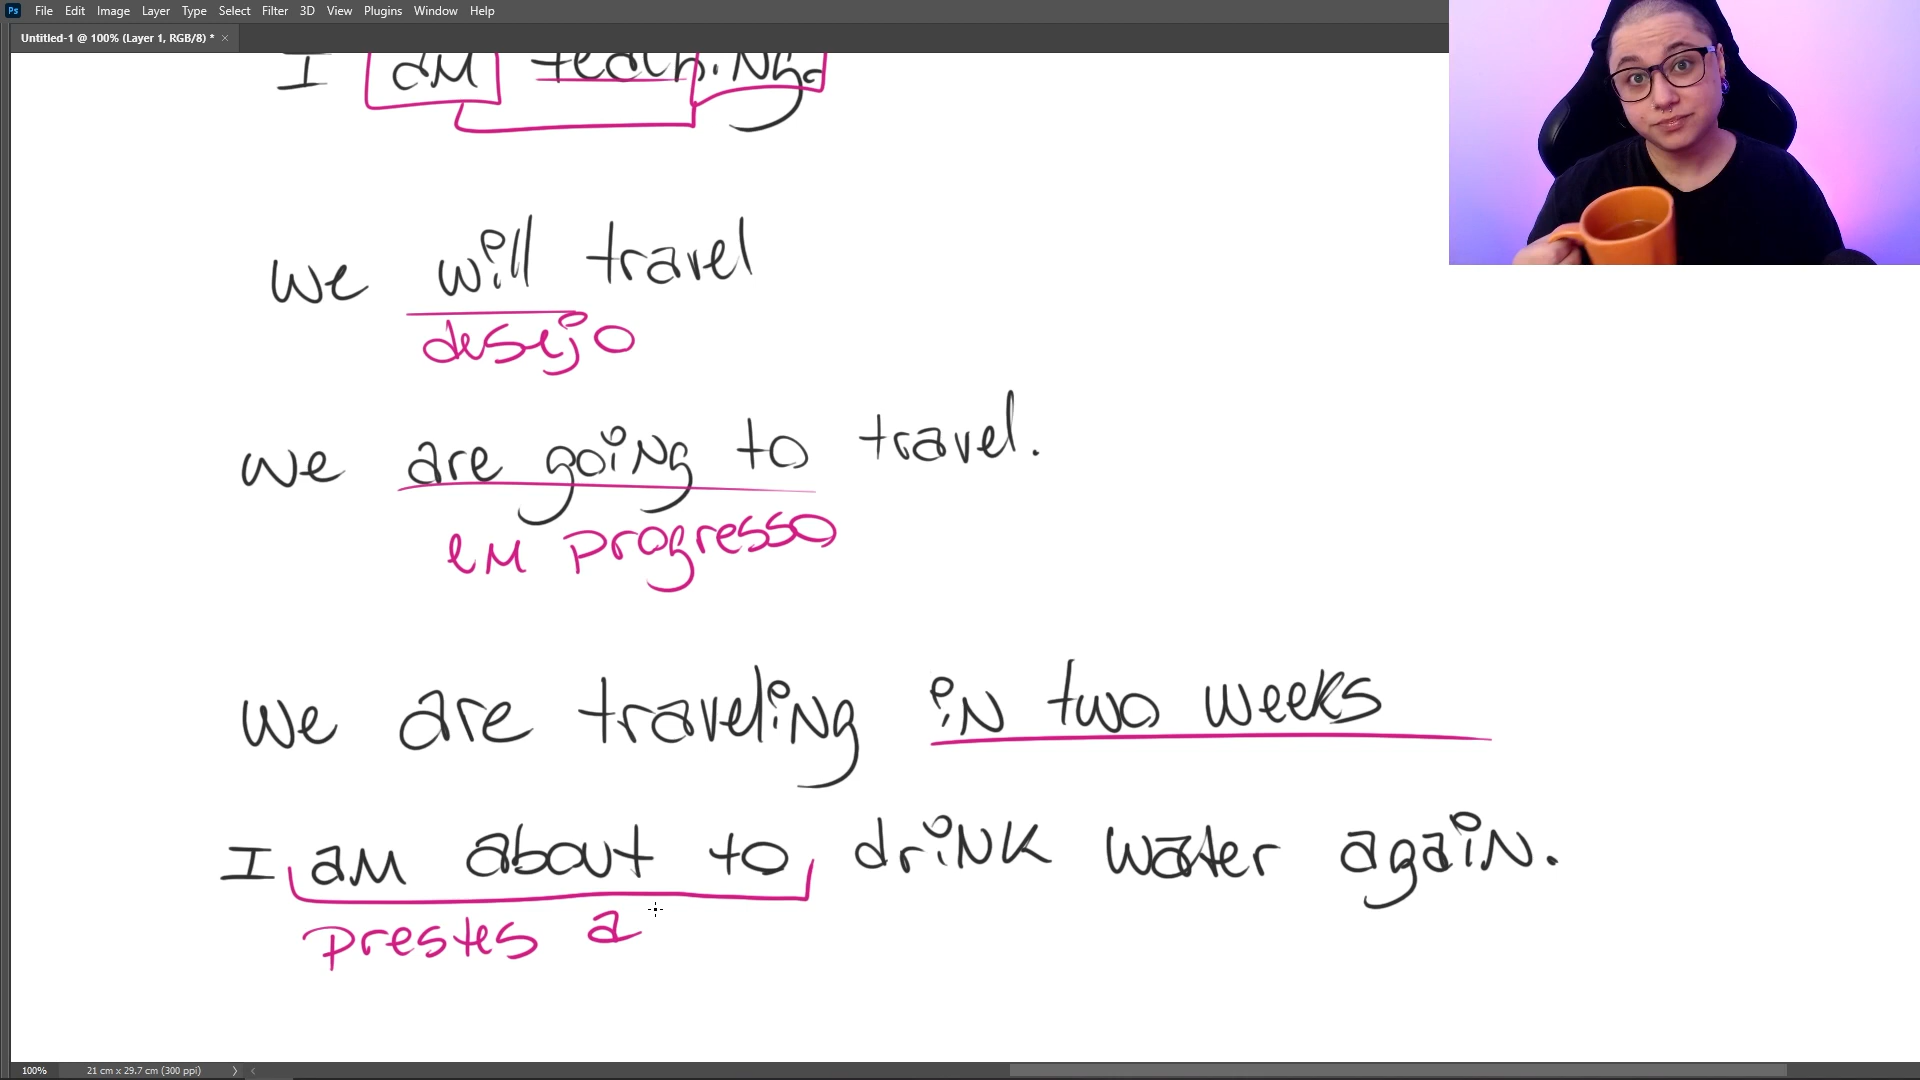 File Edit Image Layer Type Select Filter 3D View Plugins Window Help
Untitled-1 @ 100% (Layer 1, RGB/8) * ×
I am teaching
we will travel
desejo
we are going to travel.
em progresso
we are traveling in two weeks
I am about to drink water again.
prestes a
100% 21 cm x 29.7 cm (300 ppi)